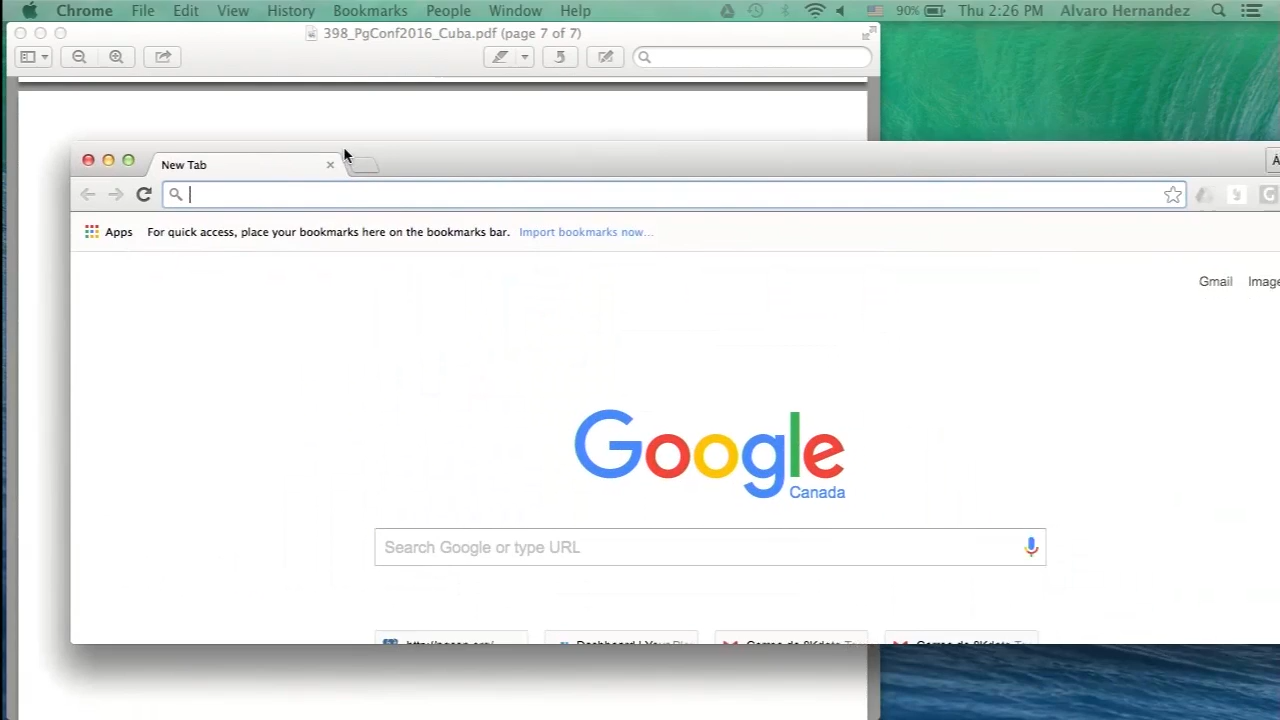 Chrome File Edit View History Bookmarks People Window Help 90% Thu 2:26 PM Alvaro Hernandez
398_PgConf2016_Cuba.pdf (page 7 of 7)
New Tab
Apps For quick access, place your bookmarks here on the bookmarks bar. Import bookmarks now...
Gmail Image
Google
Canada
Search Google or type URL